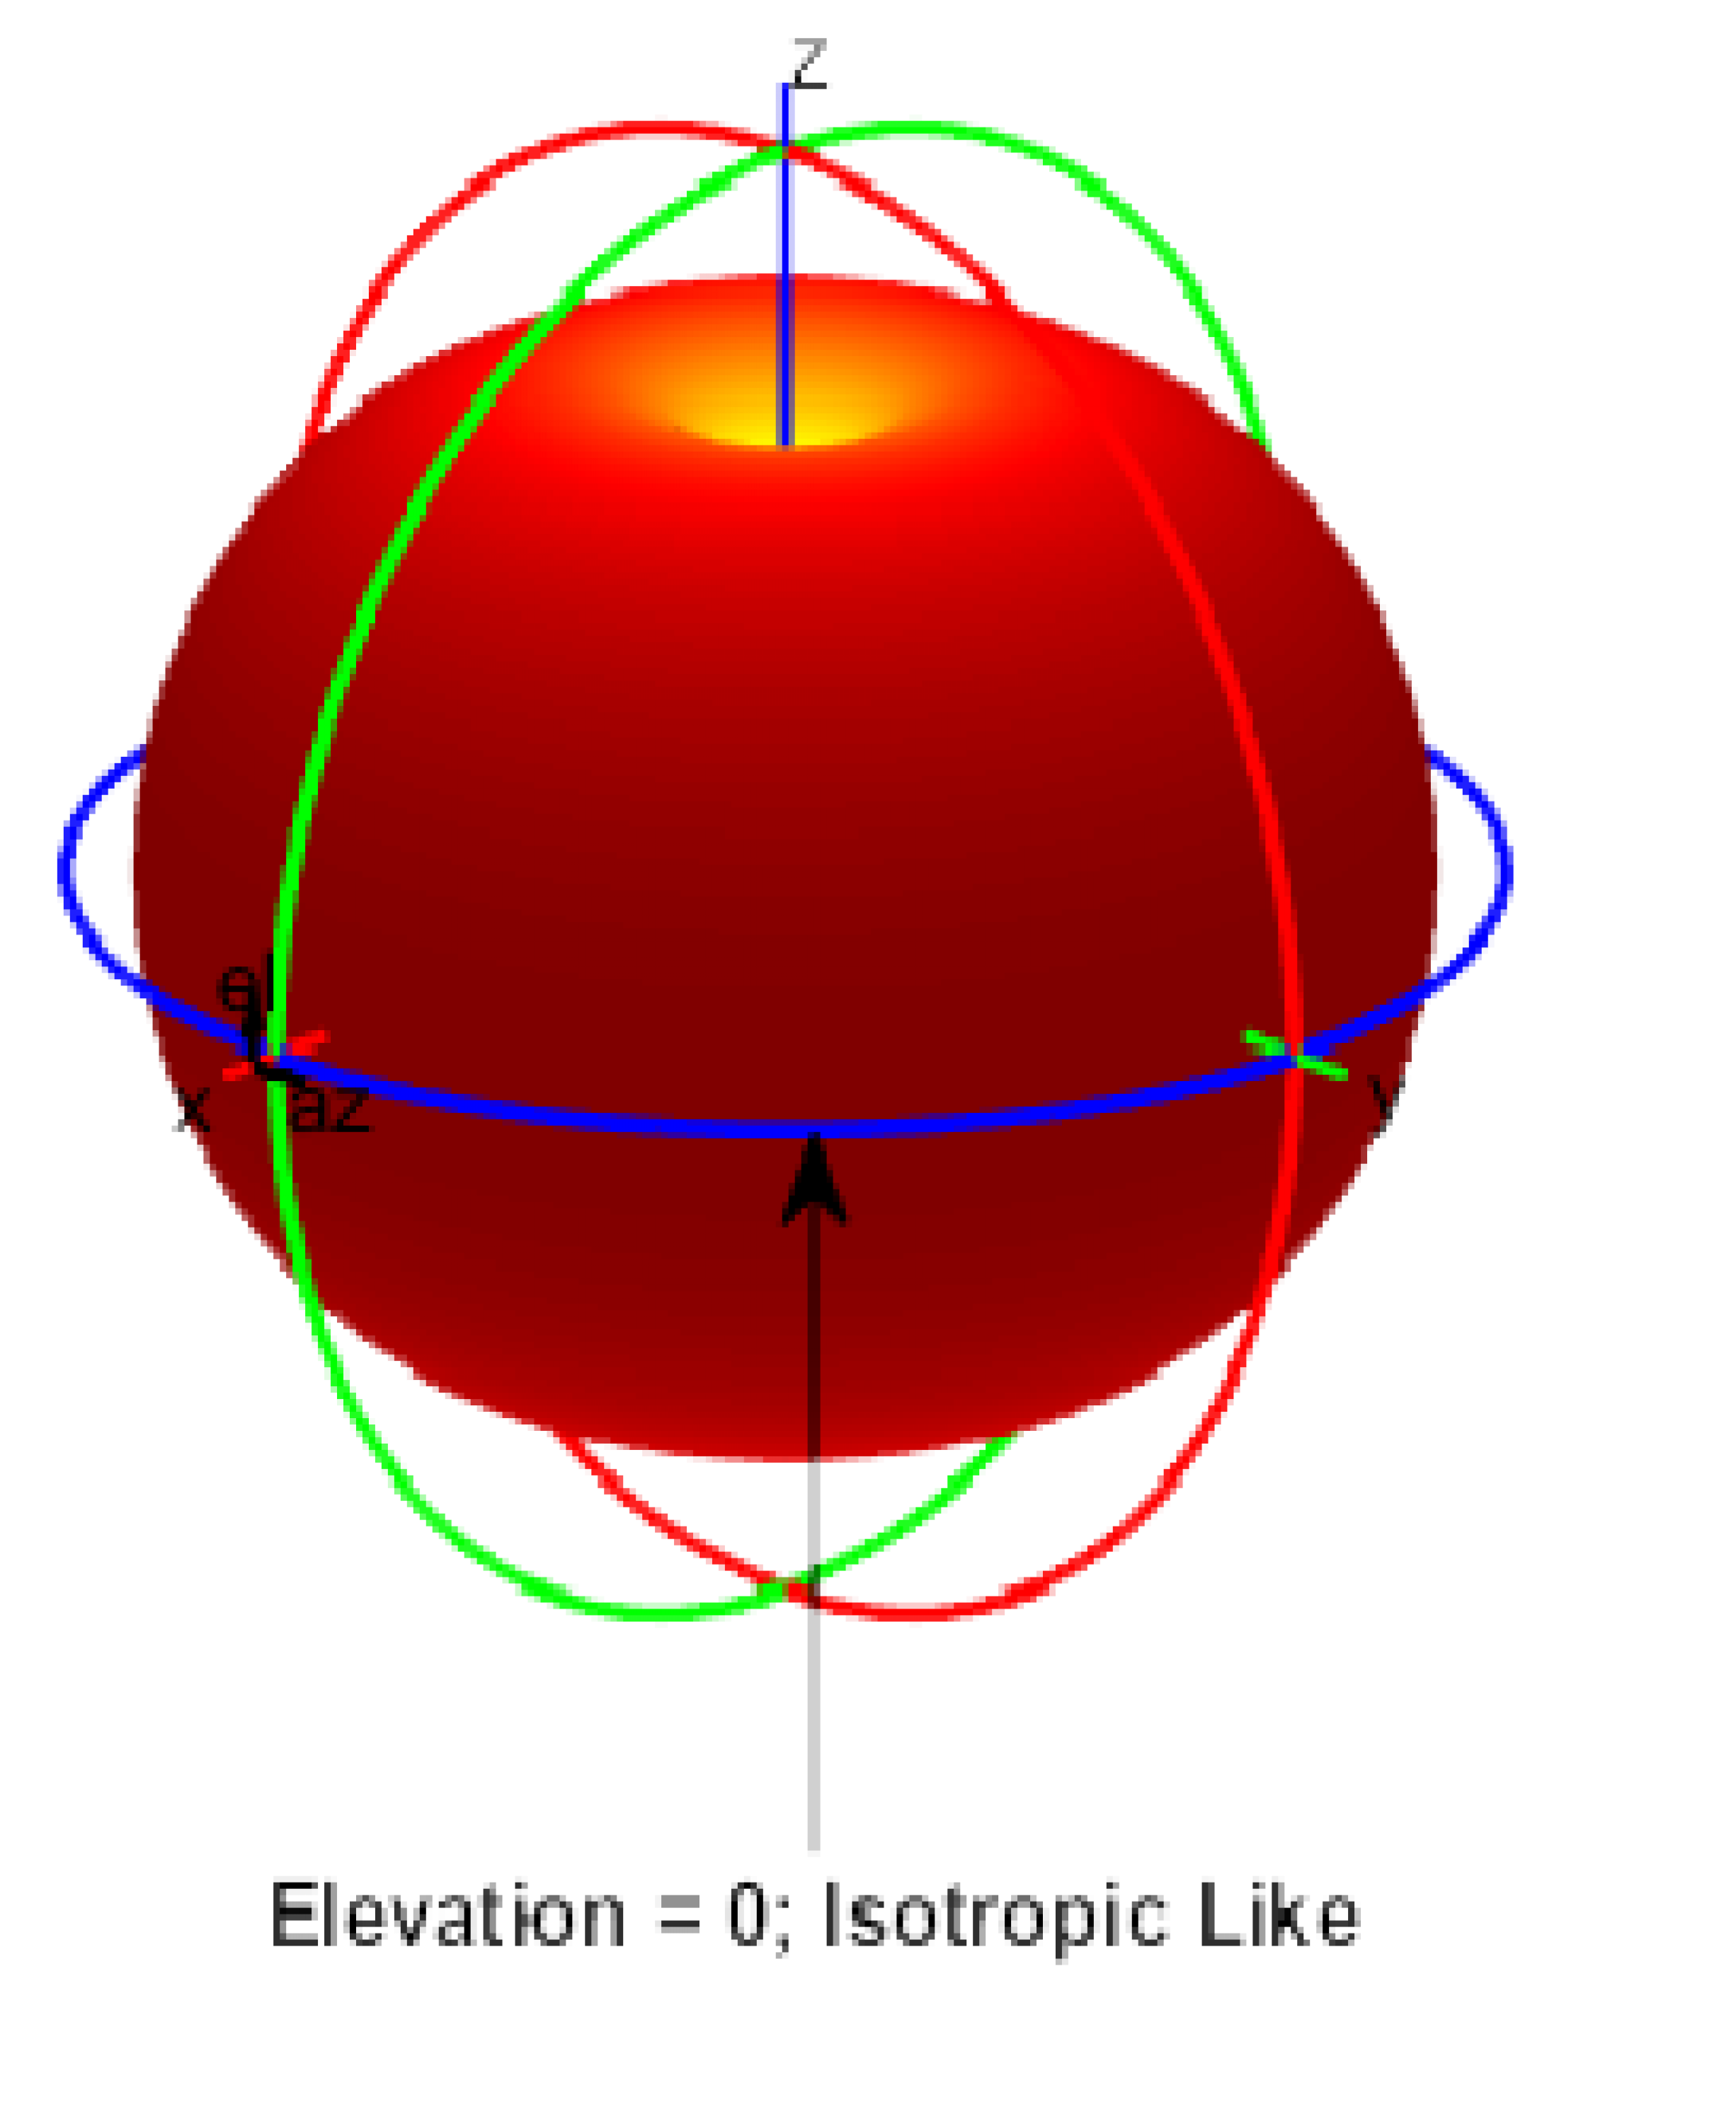 z
el
x az y
Elevation = 0; Isotropic Like